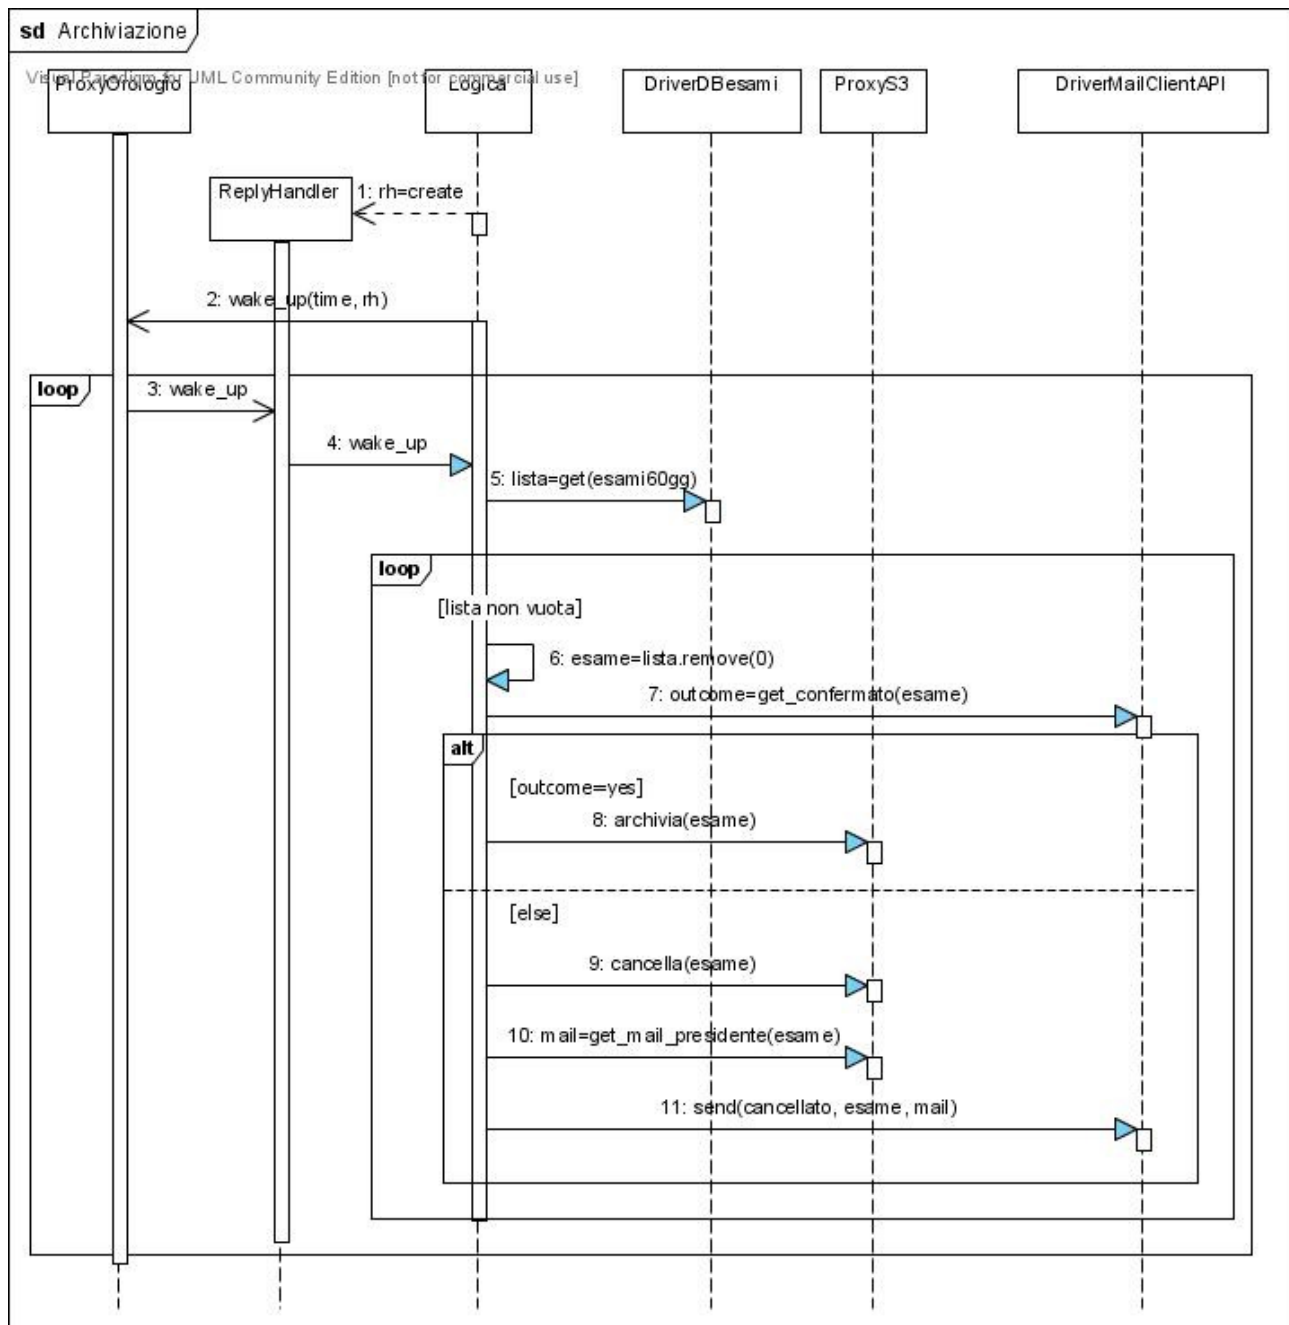 sd Archiviazione
Visual Paradigm for UML Community Edition [not for commercial use]
ProxyOrologio
Logica
DriverDBesami
ProxyS3
DriverMailClientAPI
ReplyHandler
1: rh=create
2: wake_up(time, rh)
loop
3: wake_up
4: wake_up
5: lista=get(esami60gg)
loop
[lista non vuota]
6: esame=lista.remove(0)
7: outcome=get_confermato(esame)
alt
[outcome=yes]
8: archivia(esame)
[else]
9: cancella(esame)
10: mail=get_mail_presidente(esame)
11: send(cancellato, esame, mail)